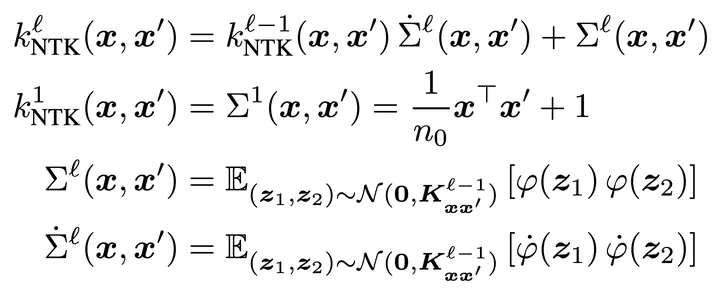 k^ℓ_NTK(x, x′) = k^{ℓ−1}_NTK(x, x′) Σ̇^ℓ(x, x′) + Σ^ℓ(x, x′)
k^1_NTK(x, x′) = Σ^1(x, x′) = \frac{1}{n_0} x^⊤ x′ + 1
Σ^ℓ(x, x′) = 𝔼_{(z_1, z_2)∼𝒩(0, K^{ℓ−1}_{xx′})} [φ(z_1) φ(z_2)]
Σ̇^ℓ(x, x′) = 𝔼_{(z_1, z_2)∼𝒩(0, K^{ℓ−1}_{xx′})} [φ̇(z_1) φ̇(z_2)]